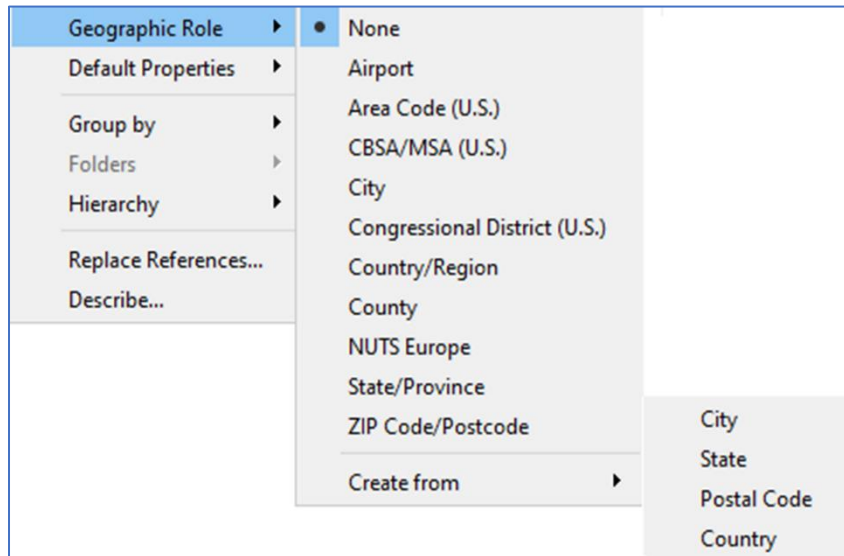 Geographic Role
Default Properties
Group by
Folders
Hierarchy
Replace References...
Describe...
None
Airport
Area Code (U.S.)
CBSA/MSA (U.S.)
City
Congressional District (U.S.)
Country/Region
County
NUTS Europe
State/Province
ZIP Code/Postcode
Create from
City
State
Postal Code
Country